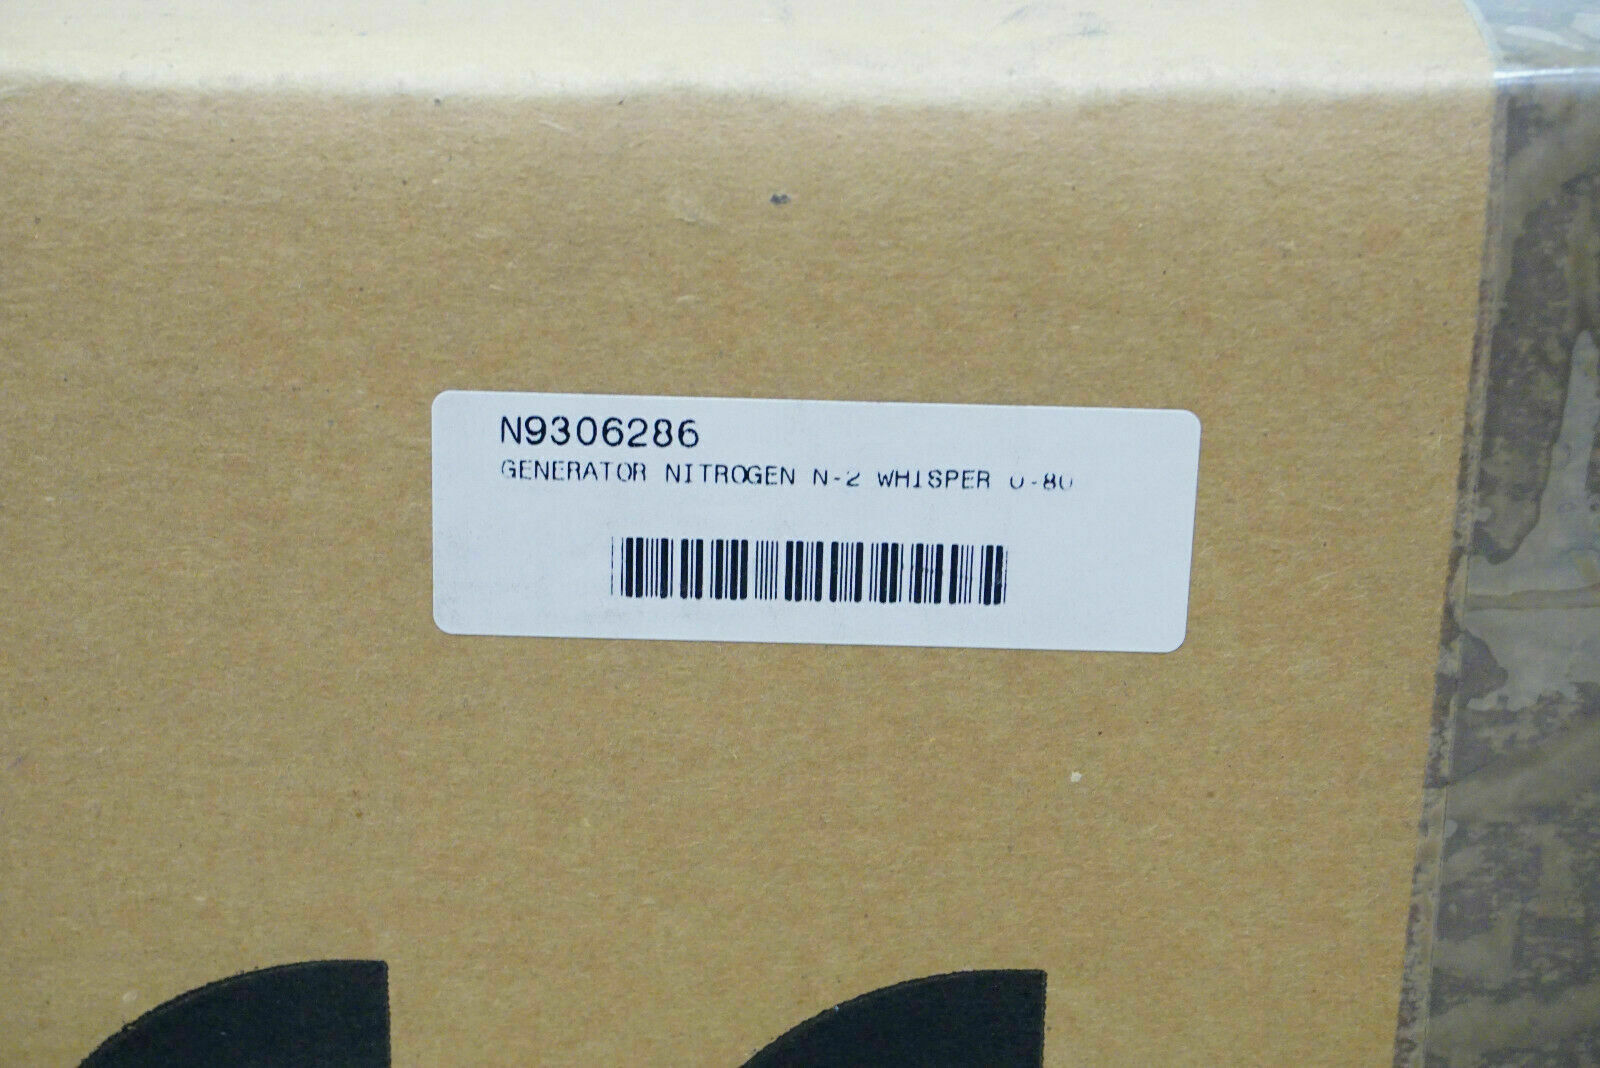 N9306286
GENERATOR NITROGEN N-2 WHISPER 0-80